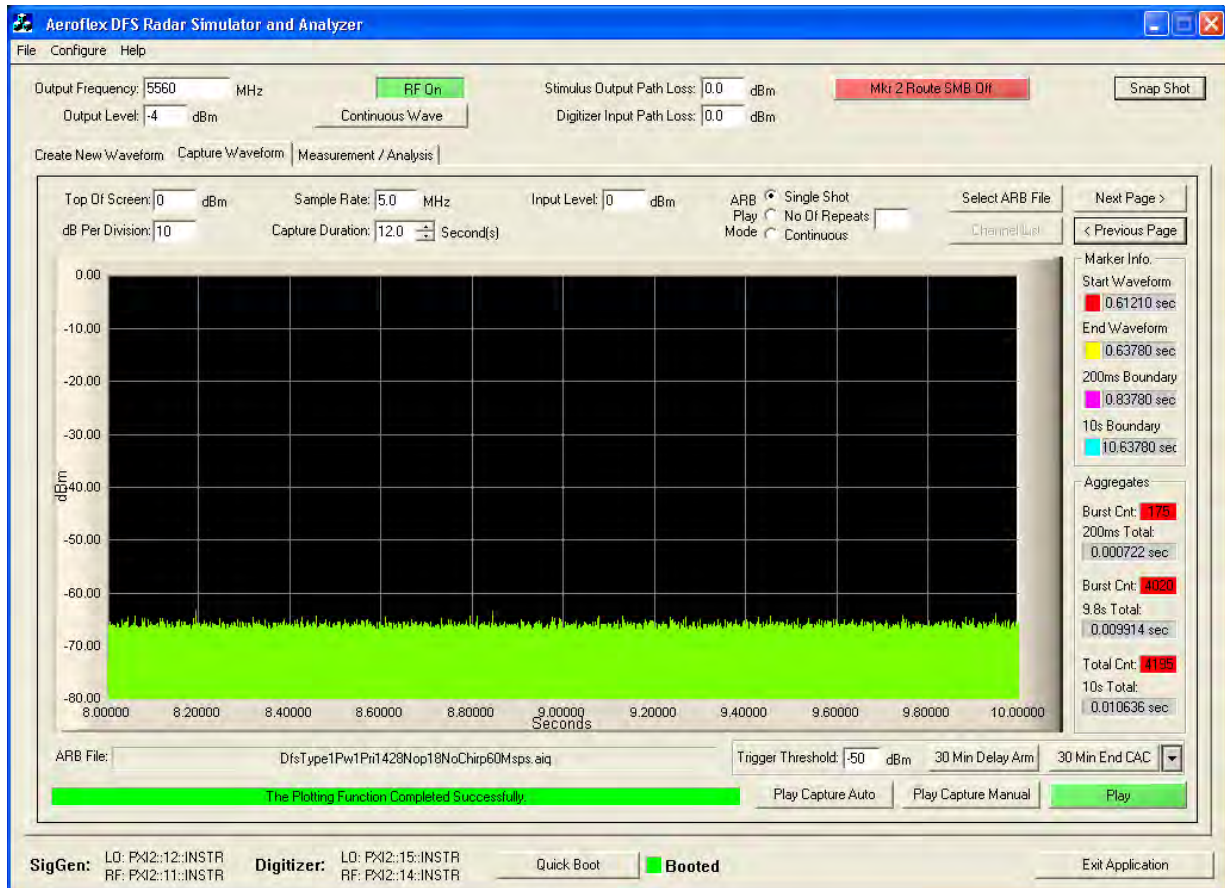 Aeroflex DFS Radar Simulator and Analyzer
File Configure Help
Output Frequency: 5560 MHz RF On Stimulus Output Path Loss: 0.0 dBm Mkr 2 Route SMB Off Snap Shot
Output Level: -4 dBm Continuous Wave Digitizer Input Path Loss: 0.0 dBm
Create New Waveform Capture Waveform Measurement / Analysis
Top Of Screen: 0 dBm Sample Rate: 5.0 MHz Input Level: 0 dBm ARB Single Shot Select ARB File Next Page >
Play No Of Repeats
dB Per Division: 10 Capture Duration: 12.0 Second(s) Mode Continuous Channel List < Previous Page
Marker Info.
Start Waveform
0.61210 sec
End Waveform
0.63780 sec
200ms Boundary
0.83780 sec
10s Boundary
10.63780 sec
Aggregates
Burst Cnt: 175
200ms Total:
0.000722 sec
Burst Cnt: 4020
9.8s Total:
0.009914 sec
Total Cnt: 4195
10s Total:
0.010636 sec
0.00
-10.00
-20.00
-30.00
-40.00
-50.00
-60.00
-70.00
-80.00
dBm
8.00000 8.20000 8.40000 8.60000 8.80000 9.00000 9.20000 9.40000 9.60000 9.80000 10.00000
Seconds
ARB File: DfsType1Pw1Pri1428Nop18NoChirp60Msps.aiq Trigger Threshold: -50 dBm 30 Min Delay Arm 30 Min End CAC
The Plotting Function Completed Successfully. Play Capture Auto Play Capture Manual Play
SigGen: LO: PXI2::12::INSTR Digitizer: LO: PXI2::15::INSTR Quick Boot Booted Exit Application
RF: PXI2::11::INSTR RF: PXI2::14::INSTR